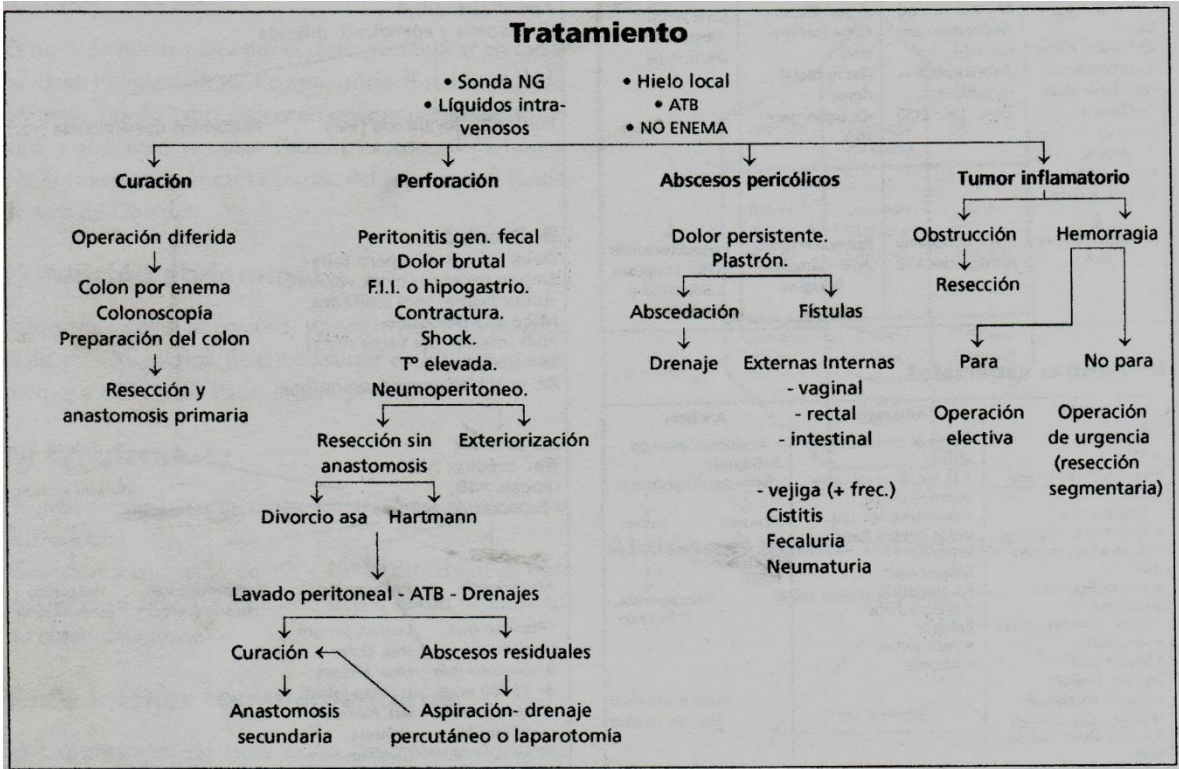 Tratamiento
• Sonda NG
• Líquidos intra-
venosos
• Hielo local
• ATB
• NO ENEMA
Curación
Operación diferida
Colon por enema
Colonoscopía
Preparación del colon
Resección y
anastomosis primaria
Perforación
Peritonitis gen. fecal
Dolor brutal
F.I.I. o hipogastrio.
Contractura.
Shock.
Tº elevada.
Neumoperitoneo.
Resección sin
anastomosis
Exteriorización
Divorcio asa
Hartmann
Lavado peritoneal - ATB - Drenajes
Curación
Abscesos residuales
Anastomosis
secundaria
Aspiración- drenaje
percutáneo o laparotomía
Abscesos pericólicos
Dolor persistente.
Plastrón.
Abscedación
Drenaje
Fístulas
Externas Internas
- vaginal
- rectal
- intestinal
- vejiga (+ frec.)
Cistitis
Fecaluria
Neumaturia
Tumor inflamatorio
Obstrucción
Resección
Hemorragia
Para
Operación
electiva
No para
Operación
de urgencia
(resección
segmentaria)